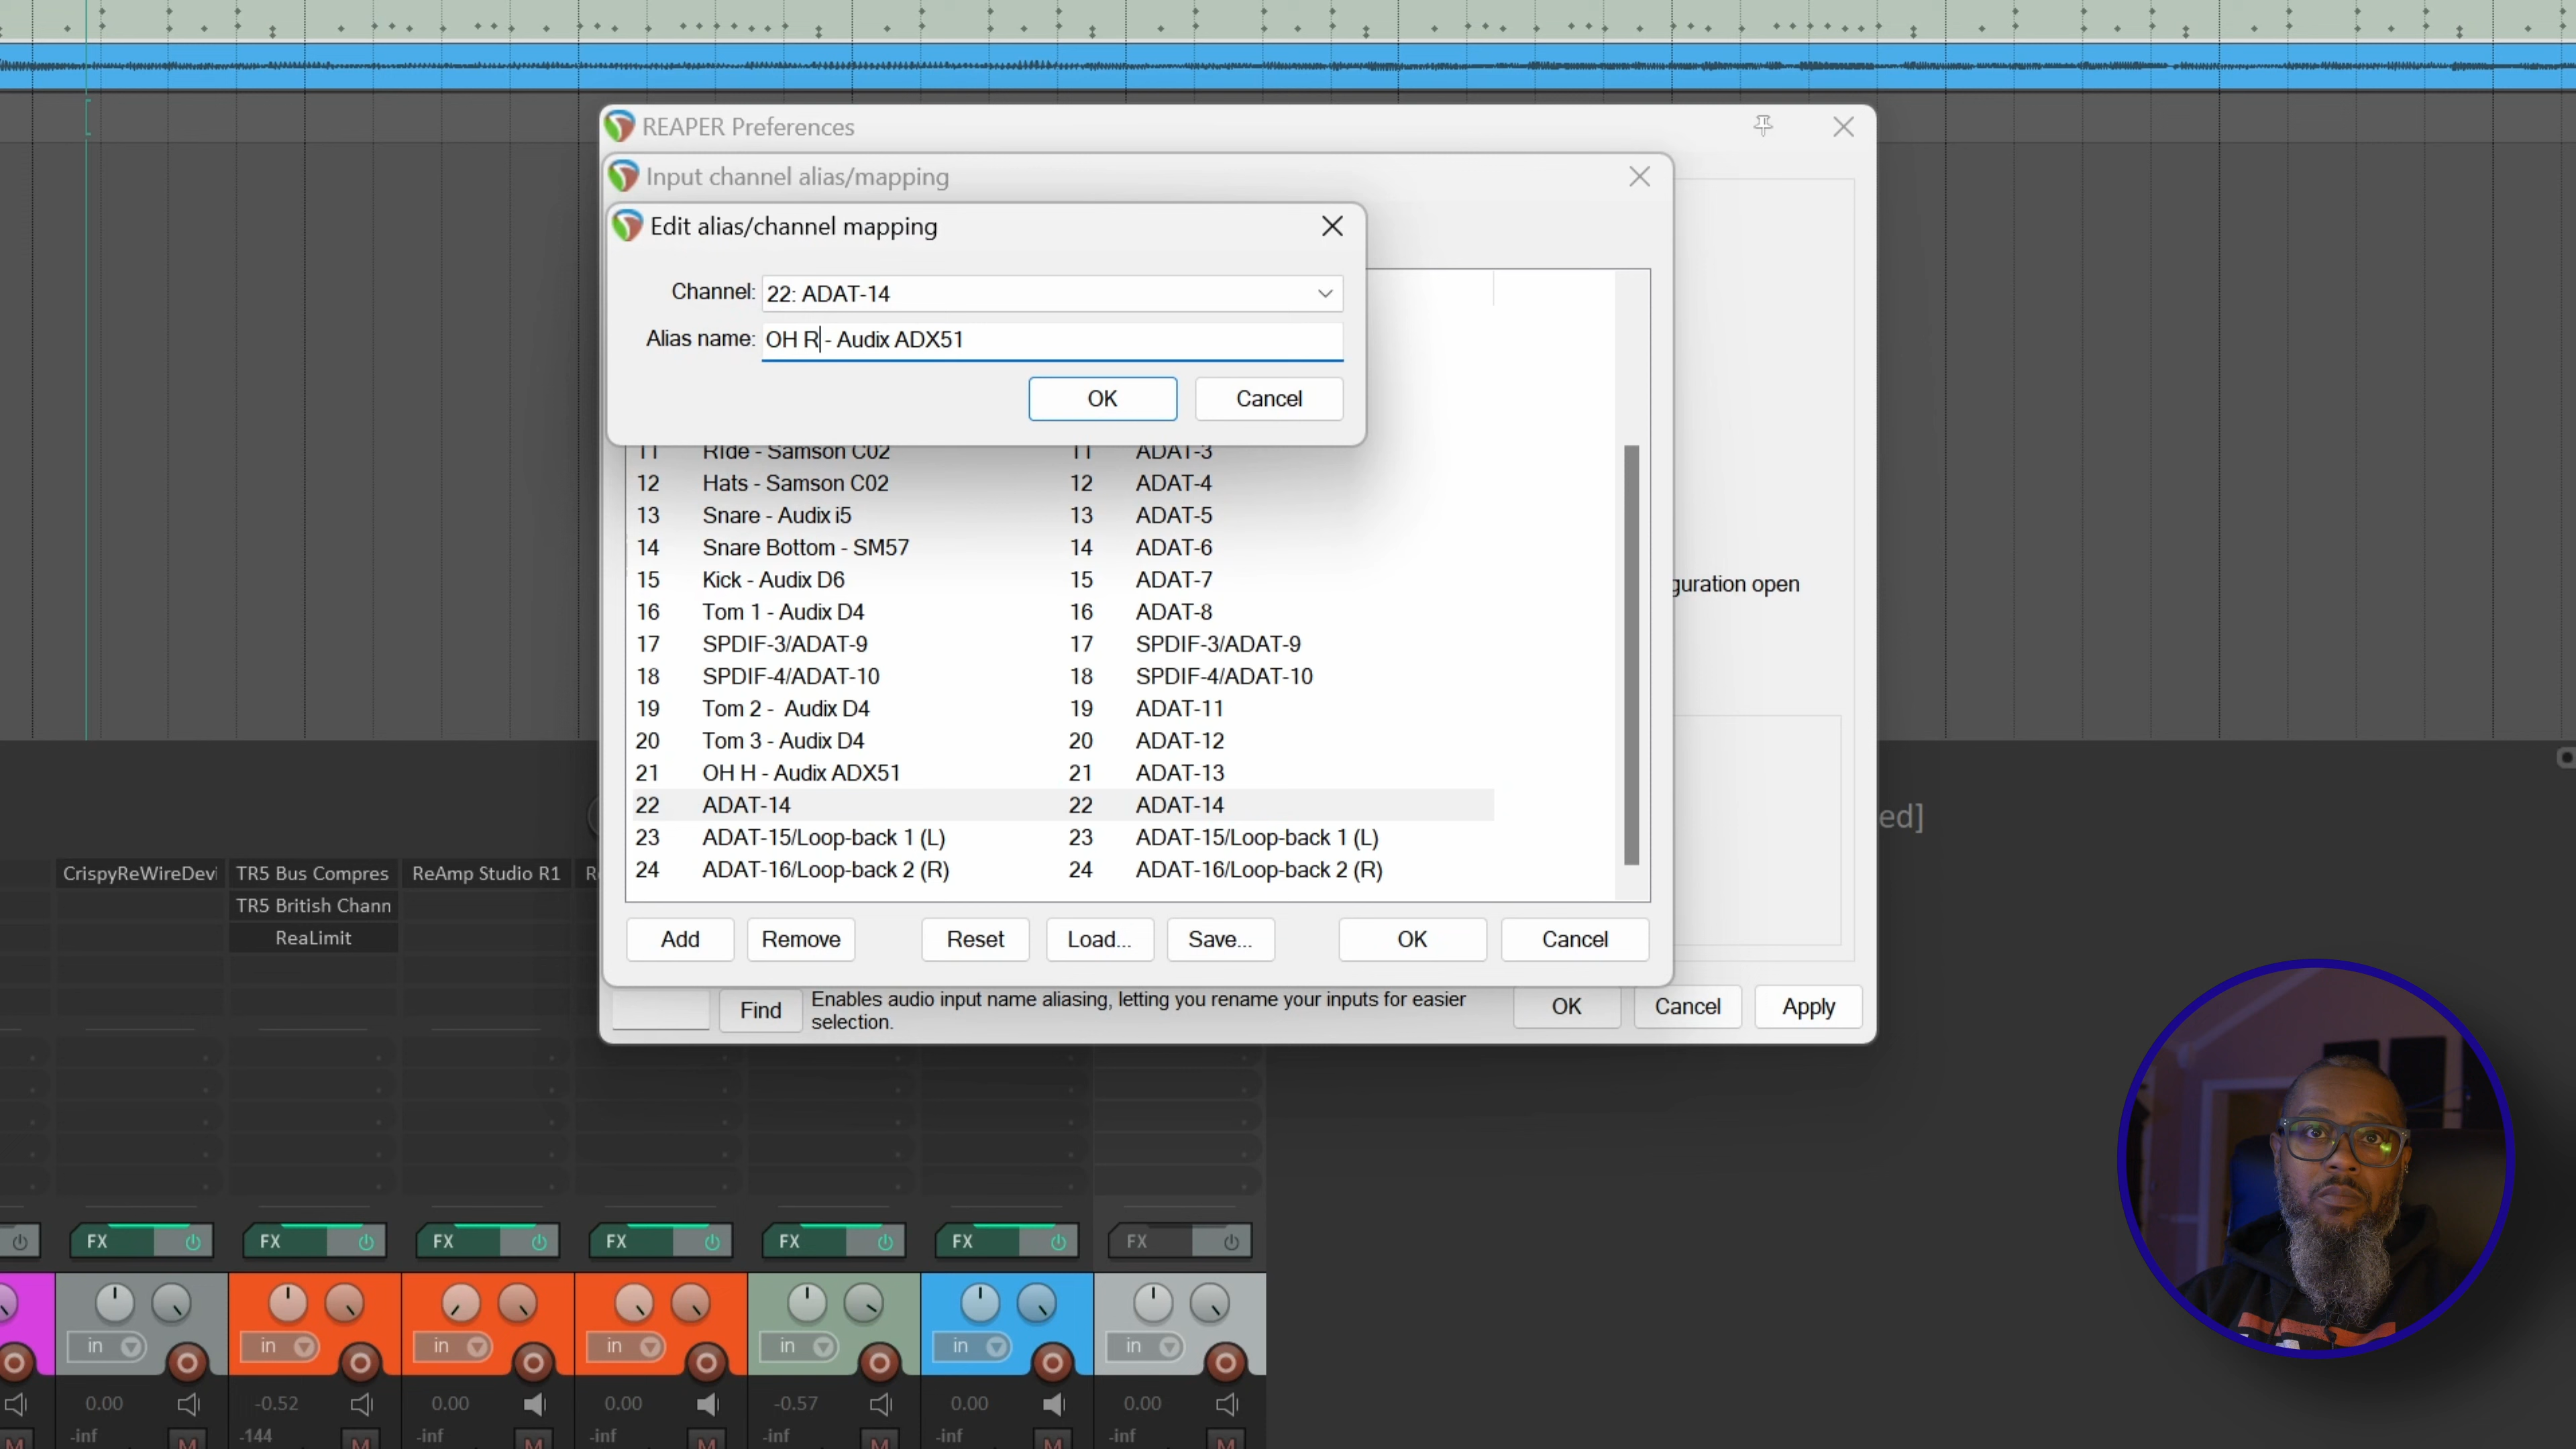 REAPER Preferences
Input channel alias/mapping
Edit alias/channel mapping
Channel: 22: ADAT-14
Alias name: OH R - Audix ADX51
OK Cancel
11 RIde - Samson C02 11 ADAT-3
12 Hats - Samson C02 12 ADAT-4
13 Snare - Audix i5 13 ADAT-5
14 Snare Bottom - SM57 14 ADAT-6
15 Kick - Audix D6 15 ADAT-7
16 Tom 1 - Audix D4 16 ADAT-8
17 SPDIF-3/ADAT-9 17 SPDIF-3/ADAT-9
18 SPDIF-4/ADAT-10 18 SPDIF-4/ADAT-10
19 Tom 2 -  Audix D4 19 ADAT-11
20 Tom 3 - Audix D4 20 ADAT-12
21 OH H - Audix ADX51 21 ADAT-13
22 ADAT-14 22 ADAT-14
23 ADAT-15/Loop-back 1 (L) 23 ADAT-15/Loop-back 1 (L)
24 ADAT-16/Loop-back 2 (R) 24 ADAT-16/Loop-back 2 (R)
guration open
ed]
Add Remove Reset Load... Save... OK Cancel
Find Enables audio input name aliasing, letting you rename your inputs for easier
selection.
OK Cancel Apply
CrispyReWireDevi TR5 Bus Compres ReAmp Studio R1
TR5 British Chann
ReaLimit
FX FX FX FX FX FX FX
in in in in in in in
0.00 -0.52 0.00 0.00 -0.57 0.00 0.00
-inf -144 -inf -inf -inf -inf -inf
M M M M M M M M